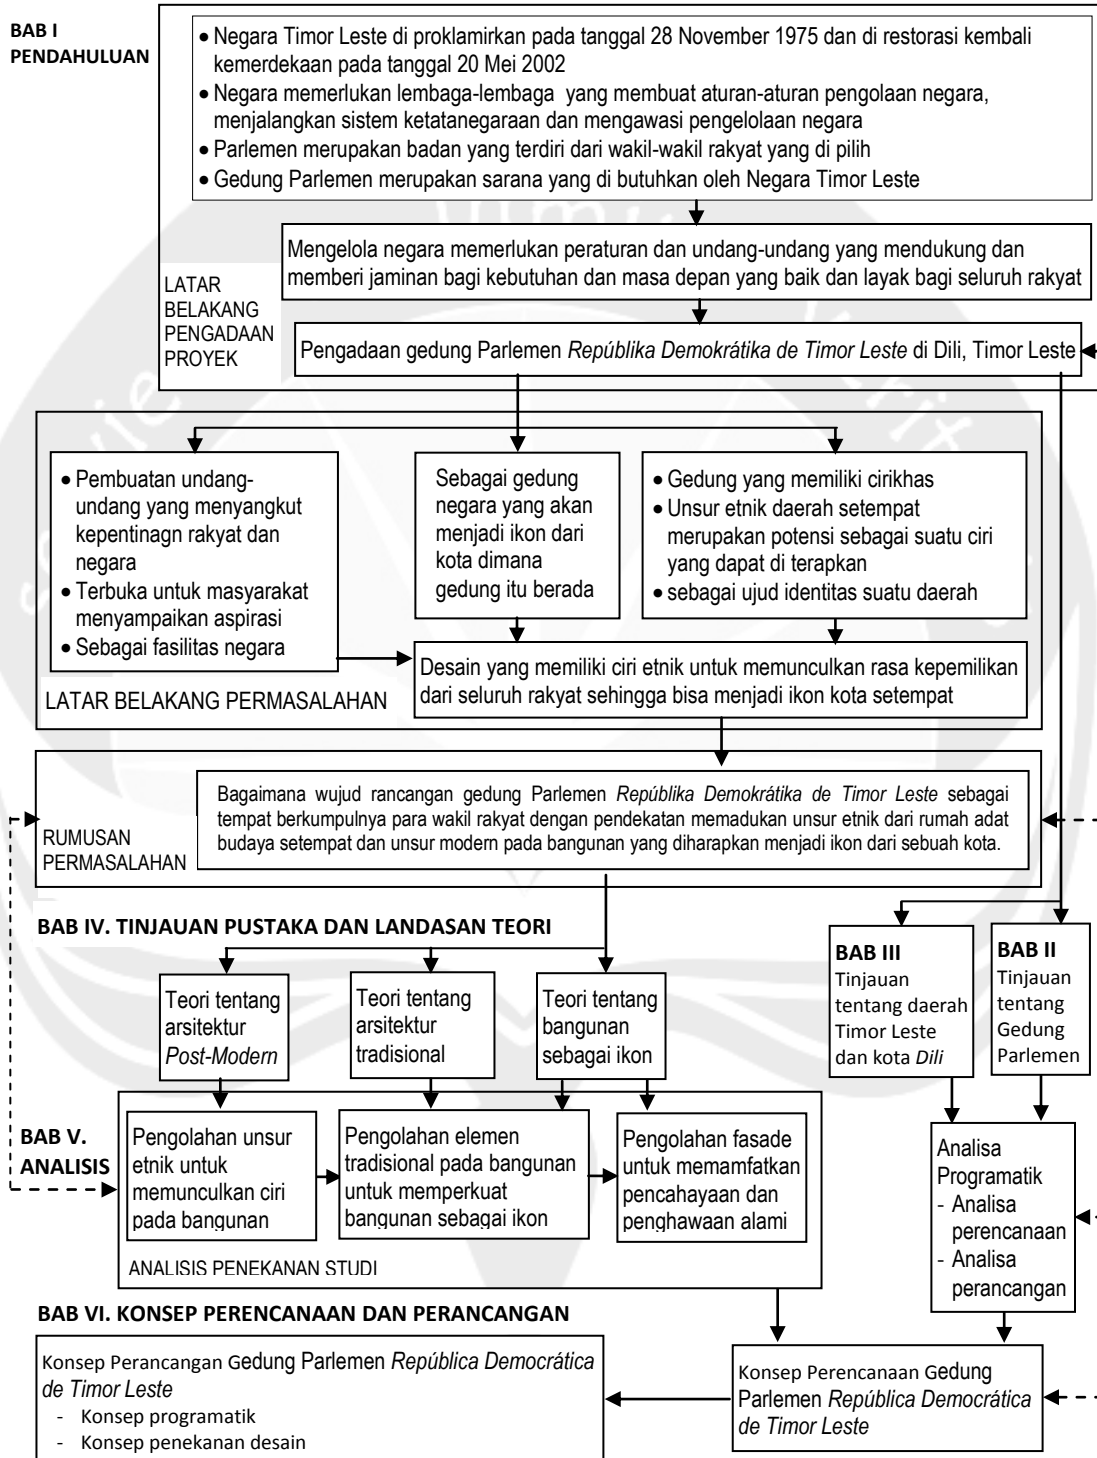 BAB I
PENDAHULUAN
• Negara Timor Leste di proklamirkan pada tanggal 28 November 1975 dan di restorasi kembali
kemerdekaan pada tanggal 20 Mei 2002
• Negara memerlukan lembaga-lembaga yang membuat aturan-aturan pengolaan negara,
menjalangkan sistem ketatanegaraan dan mengawasi pengelolaan negara
• Parlemen merupakan badan yang terdiri dari wakil-wakil rakyat yang di pilih
• Gedung Parlemen merupakan sarana yang di butuhkan oleh Negara Timor Leste
Mengelola negara memerlukan peraturan dan undang-undang yang mendukung dan
memberi jaminan bagi kebutuhan dan masa depan yang baik dan layak bagi seluruh rakyat
LATAR
BELAKANG
PENGADAAN
PROYEK
Pengadaan gedung Parlemen Repúblika Demokrátika de Timor Leste di Dili, Timor Leste
• Pembuatan undang-
undang yang menyangkut
kepentinagn rakyat dan
negara
• Terbuka untuk masyarakat
menyampaikan aspirasi
• Sebagai fasilitas negara
Sebagai gedung
negara yang akan
menjadi ikon dari
kota dimana
gedung itu berada
• Gedung yang memiliki cirikhas
• Unsur etnik daerah setempat
merupakan potensi sebagai suatu ciri
yang dapat di terapkan
• sebagai ujud identitas suatu daerah
Desain yang memiliki ciri etnik untuk memunculkan rasa kepemilikan
dari seluruh rakyat sehingga bisa menjadi ikon kota setempat
LATAR BELAKANG PERMASALAHAN
Bagaimana wujud rancangan gedung Parlemen Repúblika Demokrátika de Timor Leste sebagai
tempat berkumpulnya para wakil rakyat dengan pendekatan memadukan unsur etnik dari rumah adat
budaya setempat dan unsur modern pada bangunan yang diharapkan menjadi ikon dari sebuah kota.
RUMUSAN
PERMASALAHAN
BAB IV. TINJAUAN PUSTAKA DAN LANDASAN TEORI
Teori tentang
arsitektur
Post-Modern
Teori tentang
arsitektur
tradisional
Teori tentang
bangunan
sebagai ikon
BAB III
Tinjauan
tentang daerah
Timor Leste
dan kota Dili
BAB II
Tinjauan
tentang
Gedung
Parlemen
BAB V.
ANALISIS
Pengolahan unsur
etnik untuk
memunculkan ciri
pada bangunan
Pengolahan elemen
tradisional pada bangunan
untuk memperkuat
bangunan sebagai ikon
Pengolahan fasade
untuk memamfatkan
pencahayaan dan
penghawaan alami
ANALISIS PENEKANAN STUDI
Analisa
Programatik
- Analisa
perencanaan
- Analisa
perancangan
BAB VI. KONSEP PERENCANAAN DAN PERANCANGAN
Konsep Perancangan Gedung Parlemen República Democrática
de Timor Leste
- Konsep programatik
- Konsep penekanan desain
Konsep Perencanaan Gedung
Parlemen República Democrática
de Timor Leste